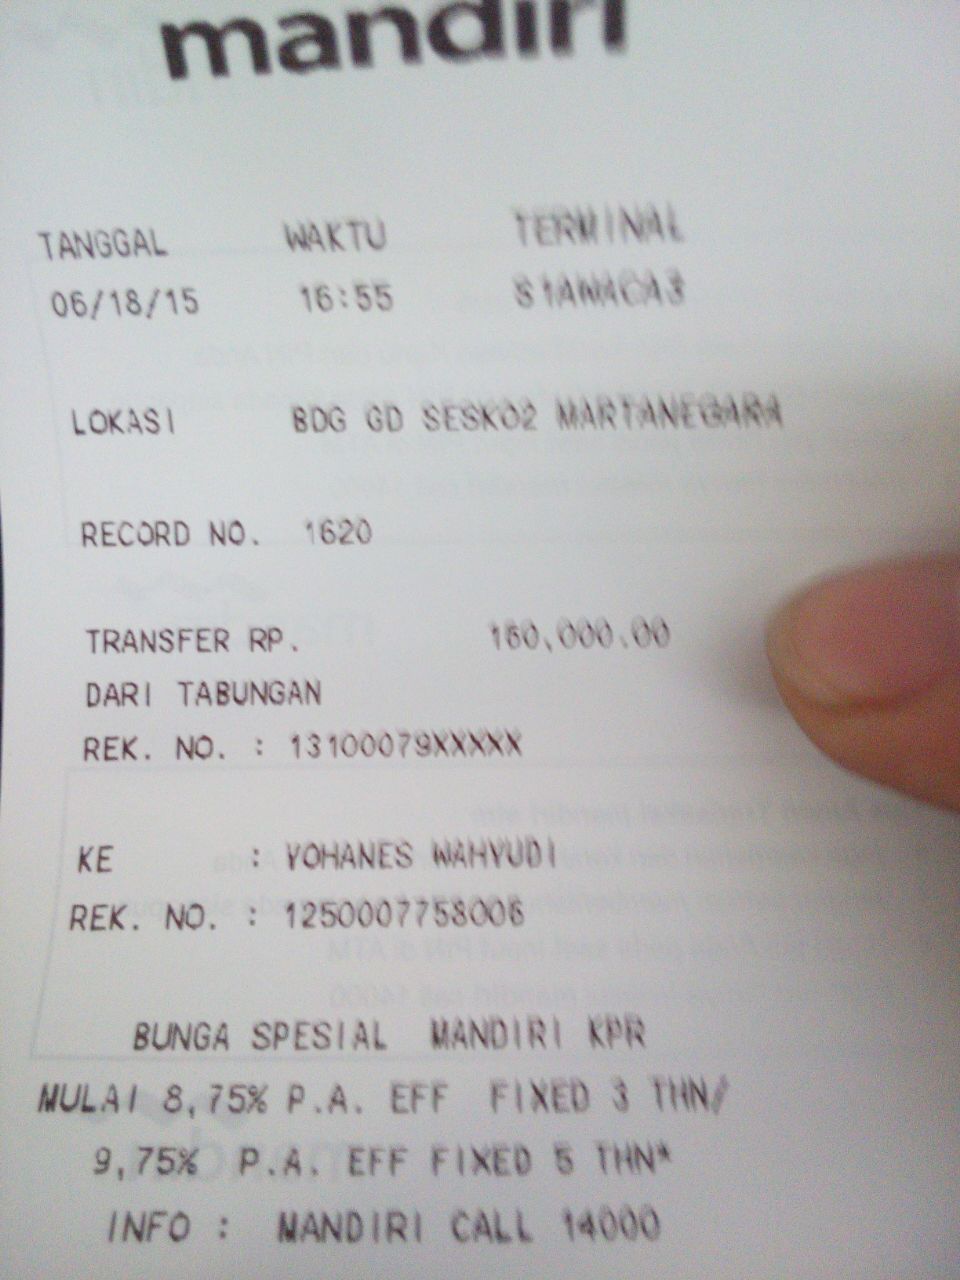 mandiri
TANGGAL WAKTU TERMINAL
06/18/15 16:55 S1AWACA3
LOKASI BDG GD SESKO2 MARTANEGARA
RECORD NO. 1620
TRANSFER RP. 160,000.00
DARI TABUNGAN
REK. NO. : 13100079XXXXX
KE : YOHANES WAHYUDI
REK. NO. : 1250007758006
BUNGA SPESIAL MANDIRI KPR
MULAI 8,75% P.A. EFF FIXED 3 THN/
9,75% P.A. EFF FIXED 5 THN*
INFO : MANDIRI CALL 14000